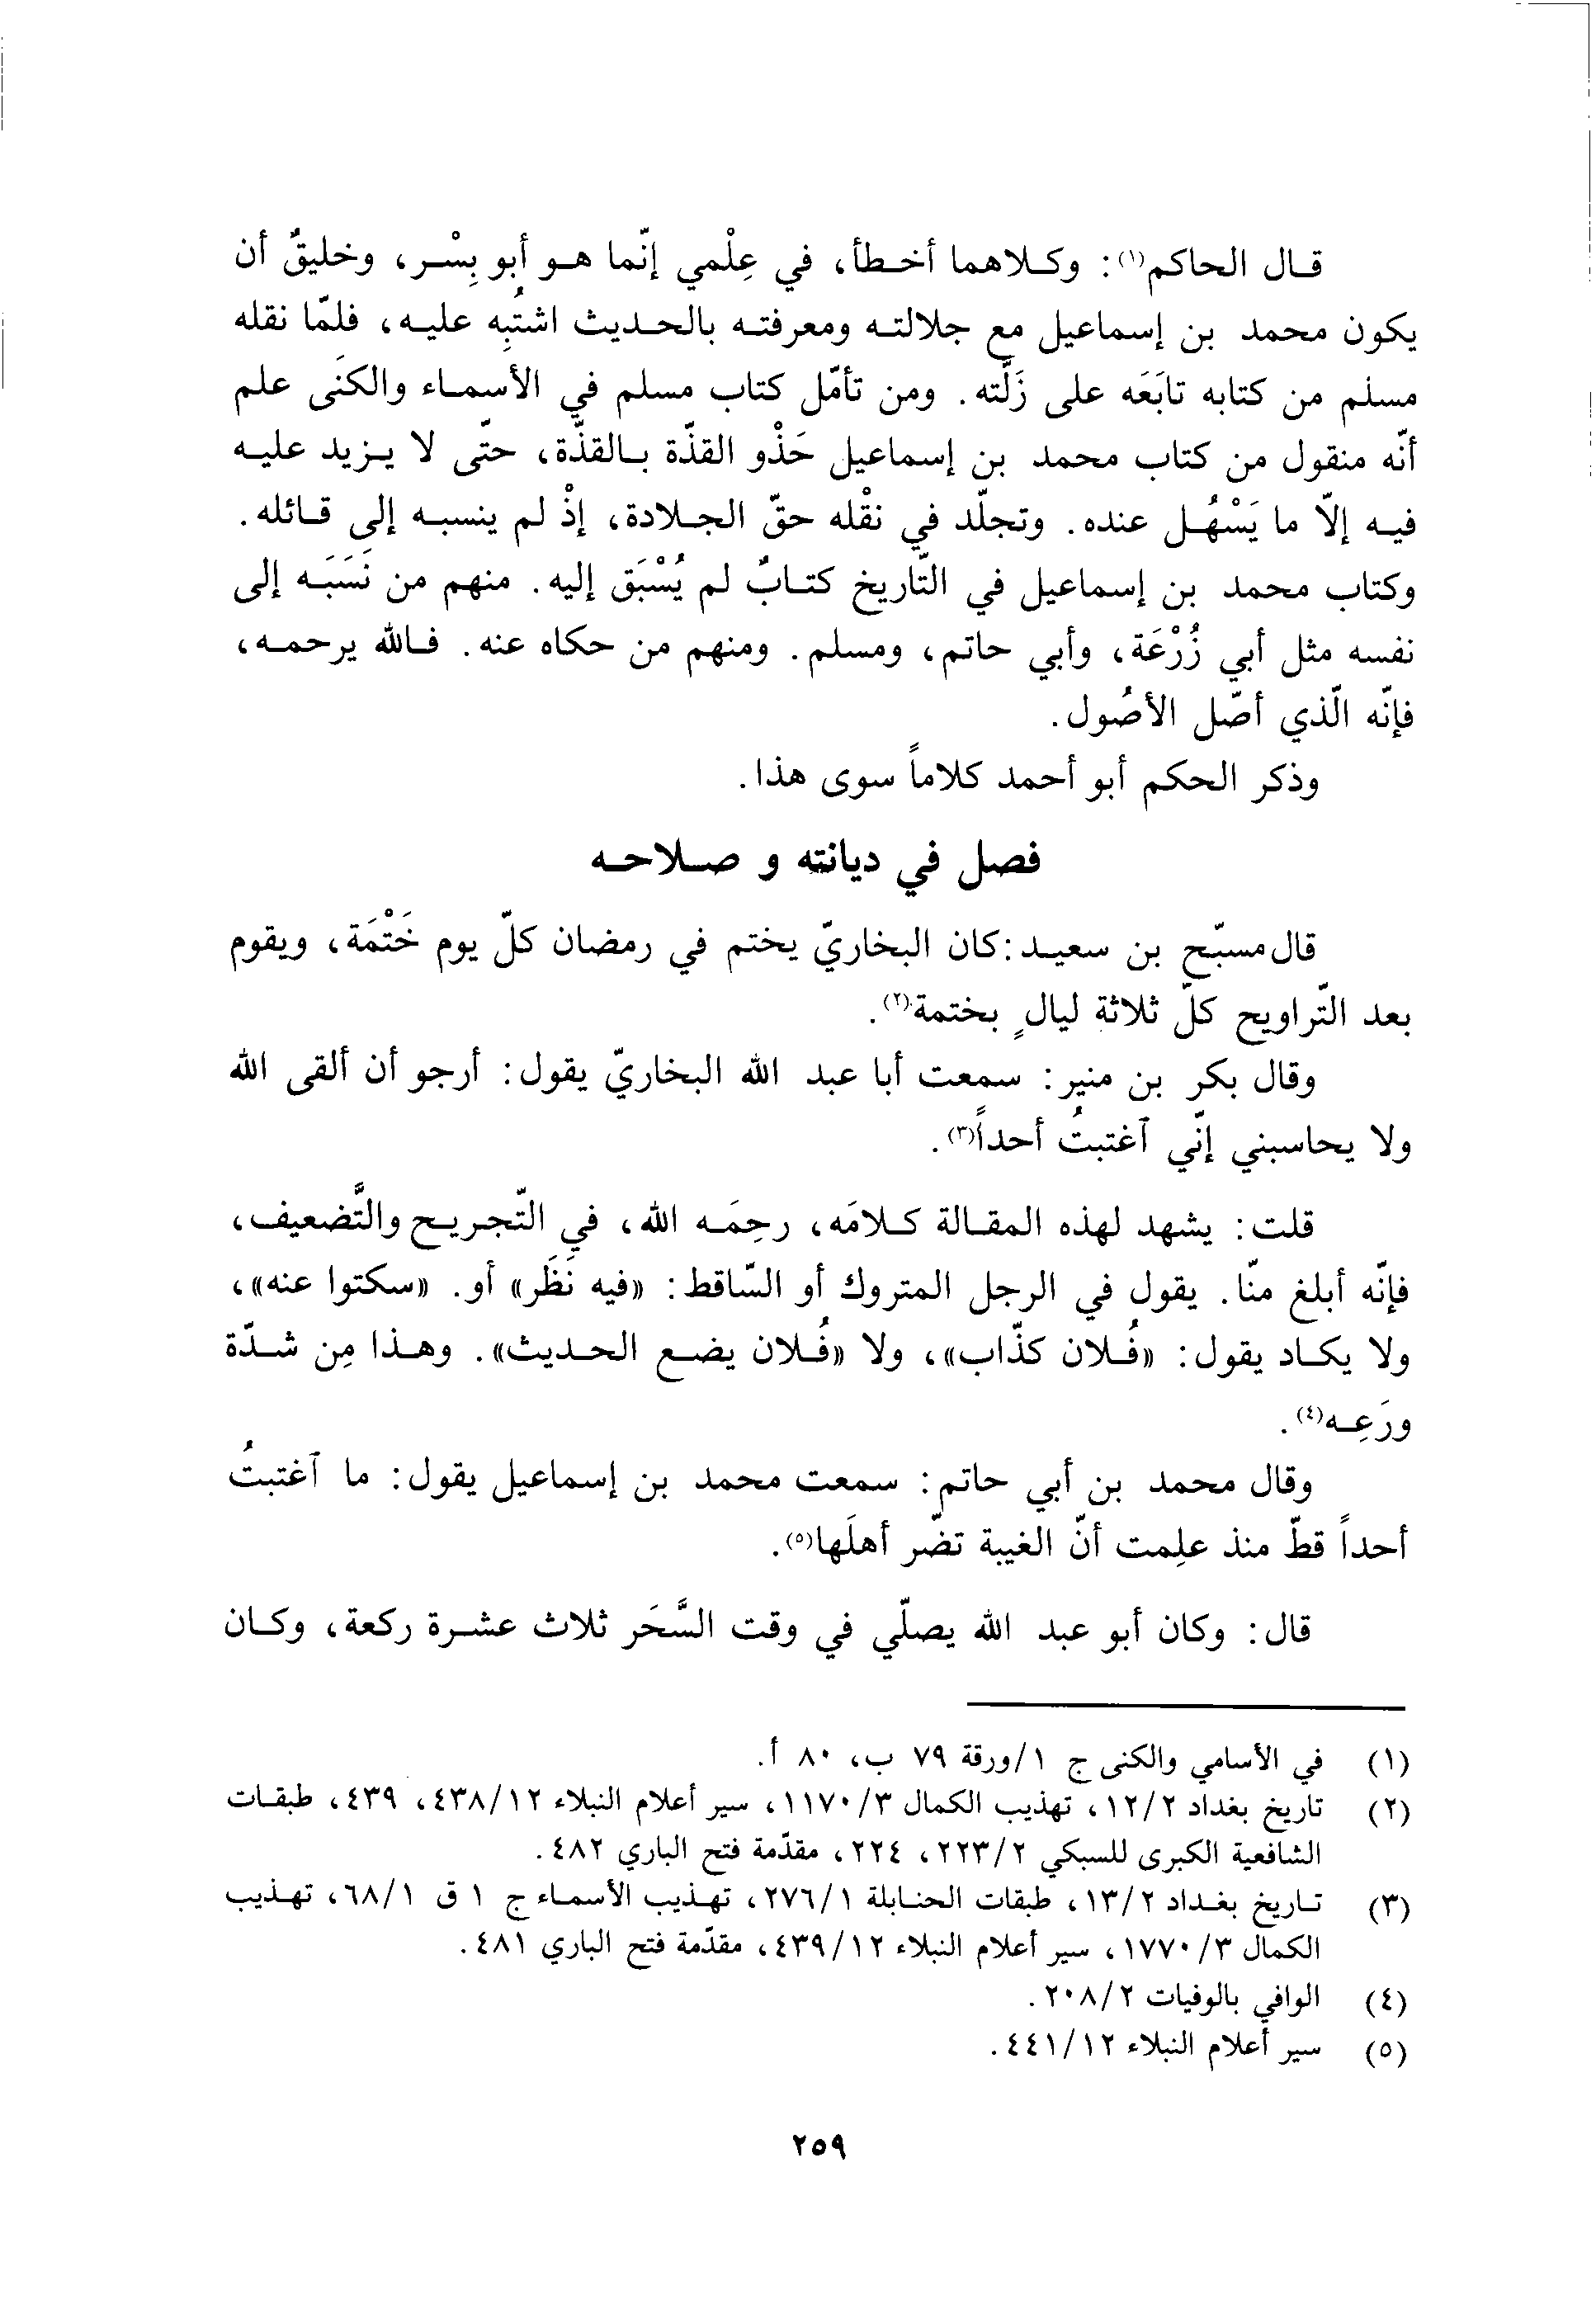 قال الحاكم(١): وكلاهما أخطأ، في عِلْمي إنّما هو أبو بِسْر، وخليقٌ أن
يكون محمد بن إسماعيل مع جلالته ومعرفته بالحديث اشتُبِه عليه، فلمّا نقله
مسلم من كتابه تابَعَه على زَلَّته. ومن تأمّل كتاب مسلم في الأسماء والكنَى علم
أنّه منقول من كتاب محمد بن إسماعيل حَذْو القذّة بالقذّة، حتّى لا يزيد عليه
فيه إلاّ ما يَسْهُل عنده. وتجلّد في نقْله حقّ الجلادة، إذْ لم ينسبه إلى قائله.
وكتاب محمد بن إسماعيل في التّاريخ كتابٌ لم يُسْبَق إليه. منهم من نَسَبَه إلى
نفسه مثل أبي زُرْعَة، وأبي حاتم، ومسلم. ومنهم من حكاه عنه. فالله يرحمه،
فإنّه الّذي أصّل الأصُول.
وذكر الحكم أبو أحمد كلاماً سوى هذا.
فصل في ديانته و صلاحه
قال مسبّح بن سعيد: كان البخاريّ يختم في رمضان كلّ يوم خَتْمَة، ويقوم
بعد التّراويح كلّ ثلاثة ليالٍ بختمة(٢).
وقال بكر بن منير: سمعت أبا عبد الله البخاريّ يقول: أرجو أن ألقى الله
ولا يحاسبني إنّي ٱغتبتُ أحداً(٣).
قلت: يشهد لهذه المقالة كلامَه، رحِمَه الله، في التّجريح والتَّضعيف،
فإنّه أبلغ منّا. يقول في الرجل المتروك أو السّاقط: «فيه نَظَر» أو. «سكتوا عنه»،
ولا يكاد يقول: «فُلان كذّاب»، ولا «فُلان يضع الحديث». وهذا مِن شدّة
ورَعِه(٤).
وقال محمد بن أبي حاتم: سمعت محمد بن إسماعيل يقول: ما ٱغتبتُ
أحداً قطّ منذ علِمت أنّ الغيبة تضّر أهلَها(٥).
قال: وكان أبو عبد الله يصلّي في وقت السَّحَر ثلاث عشرة ركعة، وكان
(١) في الأسامي والكنى ج ١/ورقة ٧٩ ب، ٨٠ أ.
(٢) تاريخ بغداد ١٢/٢، تهذيب الكمال ١١٧٠/٣، سير أعلام النبلاء ٤٣٨/١٢، ٤٣٩، طبقات
الشافعية الكبرى للسبكي ٢٢٣/٢، ٢٢٤، مقدّمة فتح الباري ٤٨٢.
(٣) تاريخ بغداد ١٣/٢، طبقات الحنابلة ٢٧٦/١، تهذيب الأسماء ج ١ ق ٦٨/١، تهذيب
الكمال ١٧٧٠/٣، سير أعلام النبلاء ٤٣٩/١٢، مقدّمة فتح الباري ٤٨١.
(٤) الوافي بالوفيات ٢٠٨/٢.
(٥) سير أعلام النبلاء ٤٤١/١٢.
٢٥٩